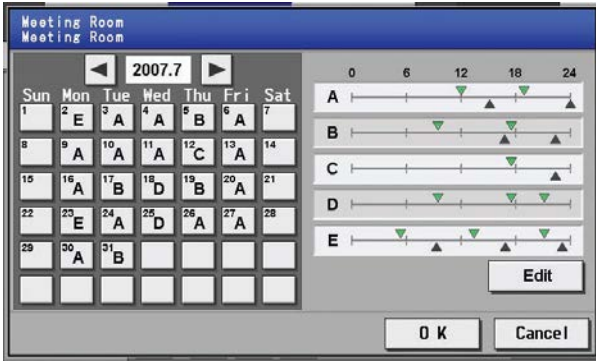 Meeting Room
Meeting Room
2007.7
Sun Mon Tue Wed Thu Fri Sat
1 2 E 3 A 4 A 5 B 6 A 7
8 9 A 10 A 11 A 12 C 13 A 14
15 16 A 17 B 18 D 19 B 20 A 21
22 23 E 24 A 25 D 26 A 27 A 28
29 30 A 31 B
0 6 12 18 24
A
B
C
D
E
Edit
O K
Cancel